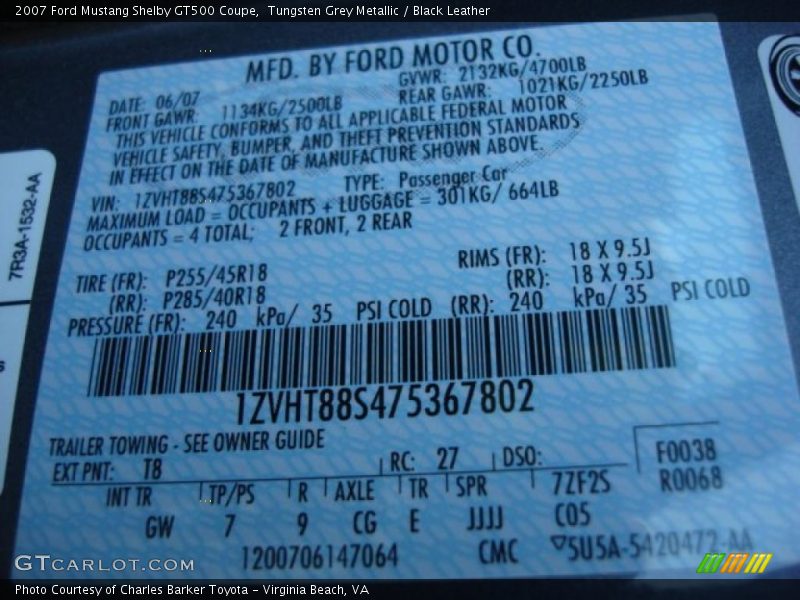 2007 Ford Mustang Shelby GT500 Coupe, Tungsten Grey Metallic / Black Leather
MFD. BY FORD MOTOR CO.
DATE: 06/07 GVWR: 2132KG/4700LB
FRONT GAWR: 1134KG/2500LB REAR GAWR: 1021KG/2250LB
THIS VEHICLE CONFORMS TO ALL APPLICABLE FEDERAL MOTOR
VEHICLE SAFETY, BUMPER, AND THEFT PREVENTION STANDARDS
IN EFFECT ON THE DATE OF MANUFACTURE SHOWN ABOVE.
VIN: 1ZVHT88S475367802 TYPE: Passenger Car
MAXIMUM LOAD = OCCUPANTS + LUGGAGE = 301KG/ 664LB
OCCUPANTS = 4 TOTAL; 2 FRONT, 2 REAR
TIRE (FR): P255/45R18 RIMS (FR): 18 X 9.5J
(RR): P285/40R18 (RR): 18 X 9.5J
PRESSURE (FR): 240 kPa/ 35 PSI COLD (RR): 240 kPa/ 35 PSI COLD
1ZVHT88S475367802
TRAILER TOWING - SEE OWNER GUIDE
EXT PNT: T8 RC: 27 DSO: F0038
INT TR TP/PS R AXLE TR SPR 7ZF2S R0068
GW 7 9 CG E JJJJ C05
1200706147064 CMC 5U5A-5420472-AA
7R3A-1532-AA
GTCARLOT.COM
Photo Courtesy of Charles Barker Toyota - Virginia Beach, VA